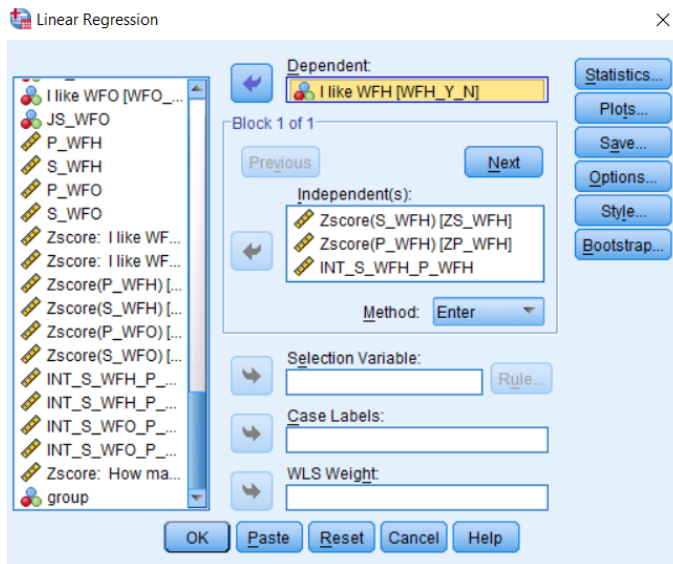 Linear Regression
I like WFO [WFO_...
JS_WFO
P_WFH
S_WFH
P_WFO
S_WFO
Zscore: I like WF...
Zscore: I like WF...
Zscore(P_WFH) [...
Zscore(S_WFH) [...
Zscore(P_WFO) [...
Zscore(S_WFO) [...
INT_S_WFH_P_...
INT_S_WFH_P_...
INT_S_WFO_P_...
INT_S_WFO_P_...
Zscore: How ma...
group
Dependent:
I like WFH [WFH_Y_N]
Block 1 of 1
Previous
Next
Independent(s):
Zscore(S_WFH) [ZS_WFH]
Zscore(P_WFH) [ZP_WFH]
INT_S_WFH_P_WFH
Method: Enter
Selection Variable:
Rule...
Case Labels:
WLS Weight:
Statistics...
Plots...
Save...
Options...
Style...
Bootstrap...
OK Paste Reset Cancel Help